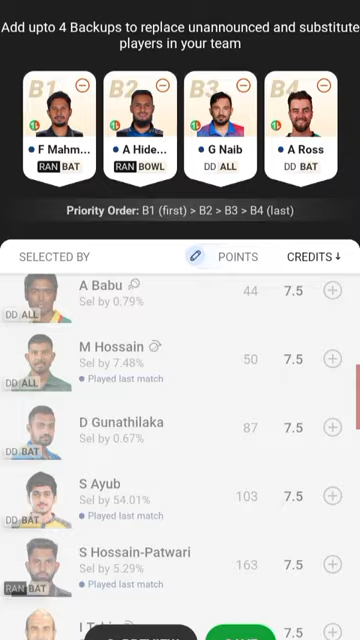 Add upto 4 Backups to replace unannounced and substitute
players in your team
B1 B2 B3 B4
F Mahm... A Hide... G Naib A Ross
RAN BAT RAN BOWL DD ALL DD BAT
Priority Order: B1 (first) > B2 > B3 > B4 (last)
SELECTED BY POINTS CREDITS↓
A Babu
Sel by 0.79%
44 7.5
DD ALL
M Hossain
Sel by 7.48%
50 7.5
Played last match
DD ALL
D Gunathilaka
Sel by 0.67%
87 7.5
DD BAT
S Ayub
Sel by 54.01%
103 7.5
Played last match
DD BAT
S Hossain-Patwari
Sel by 5.29%
163 7.5
Played last match
RAN BAT
7.5